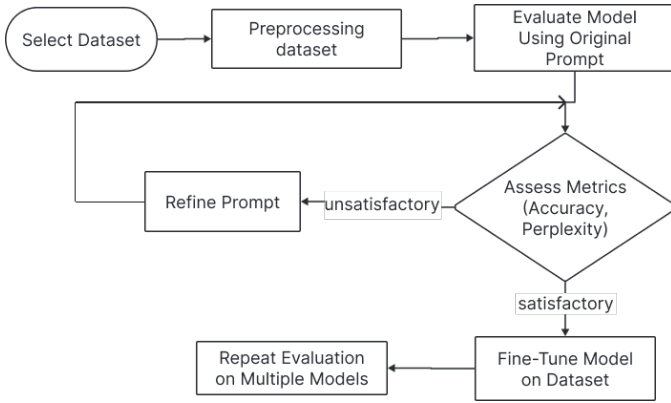 Select Dataset
Preprocessing
dataset
Evaluate Model
Using Original
Prompt
Assess Metrics
(Accuracy,
Perplexity)
unsatisfactory
Refine Prompt
satisfactory
Fine-Tune Model
on Dataset
Repeat Evaluation
on Multiple Models